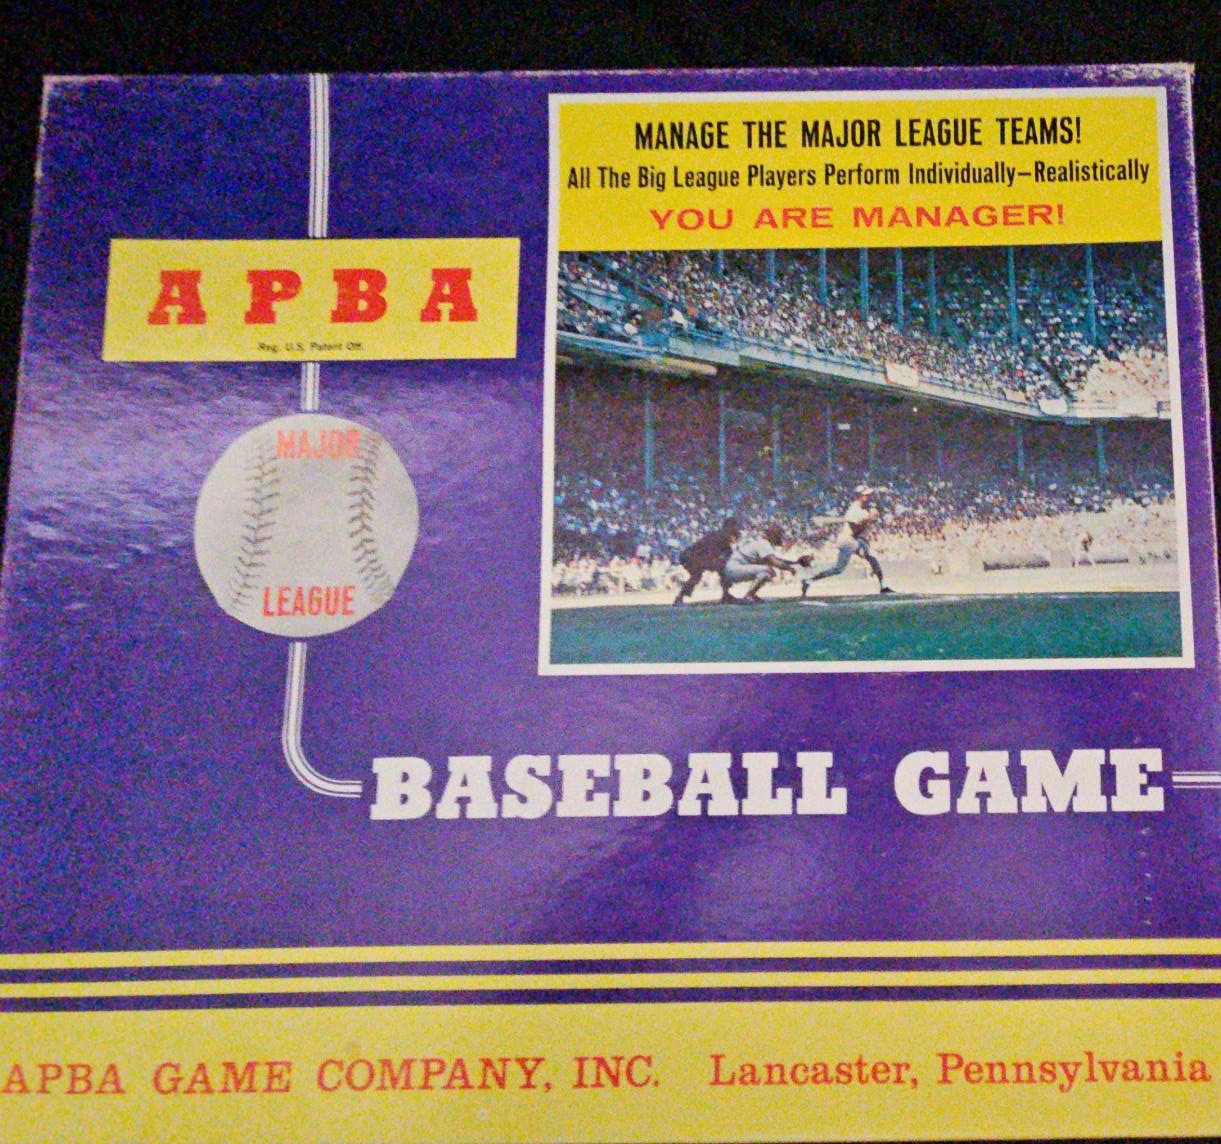 MANAGE THE MAJOR LEAGUE TEAMS!
All The Big League Players Perform Individually—Realistically
YOU ARE MANAGER!
APBA
Reg. U.S. Patent Off.
MAJOR
LEAGUE
BASEBALL GAME
APBA GAME COMPANY, INC. Lancaster, Pennsylvania